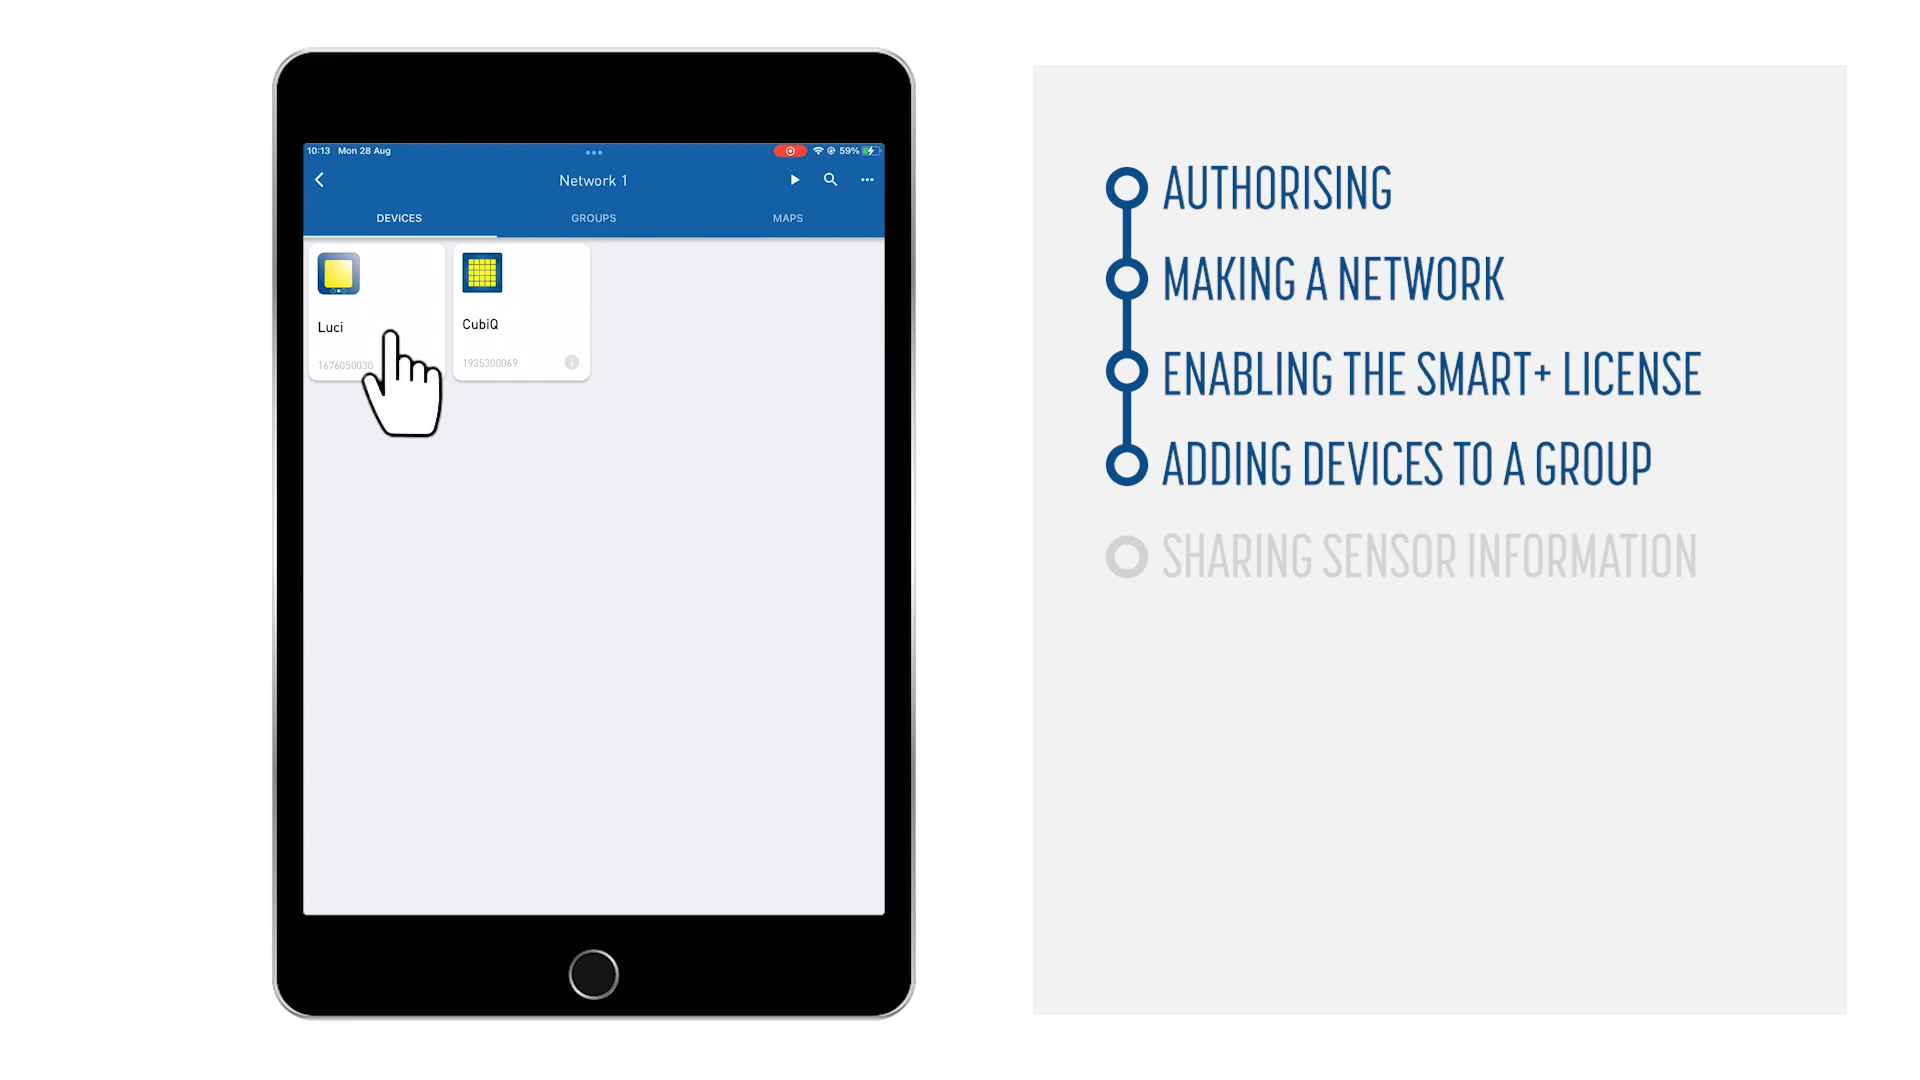 10:13 Mon 28 Aug
59%
Network 1
DEVICES
GROUPS
MAPS
Luci
1676050030
CubiQ
1935300069
AUTHORISING
MAKING A NETWORK
ENABLING THE SMART+ LICENSE
ADDING DEVICES TO A GROUP
SHARING SENSOR INFORMATION